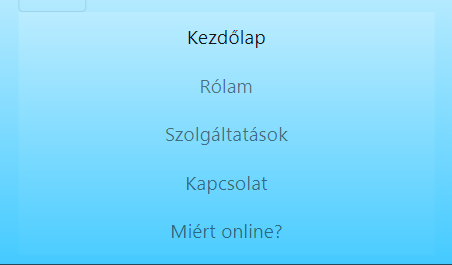 Kezdőlap
Rólam
Szolgáltatások
Kapcsolat
Miért online?